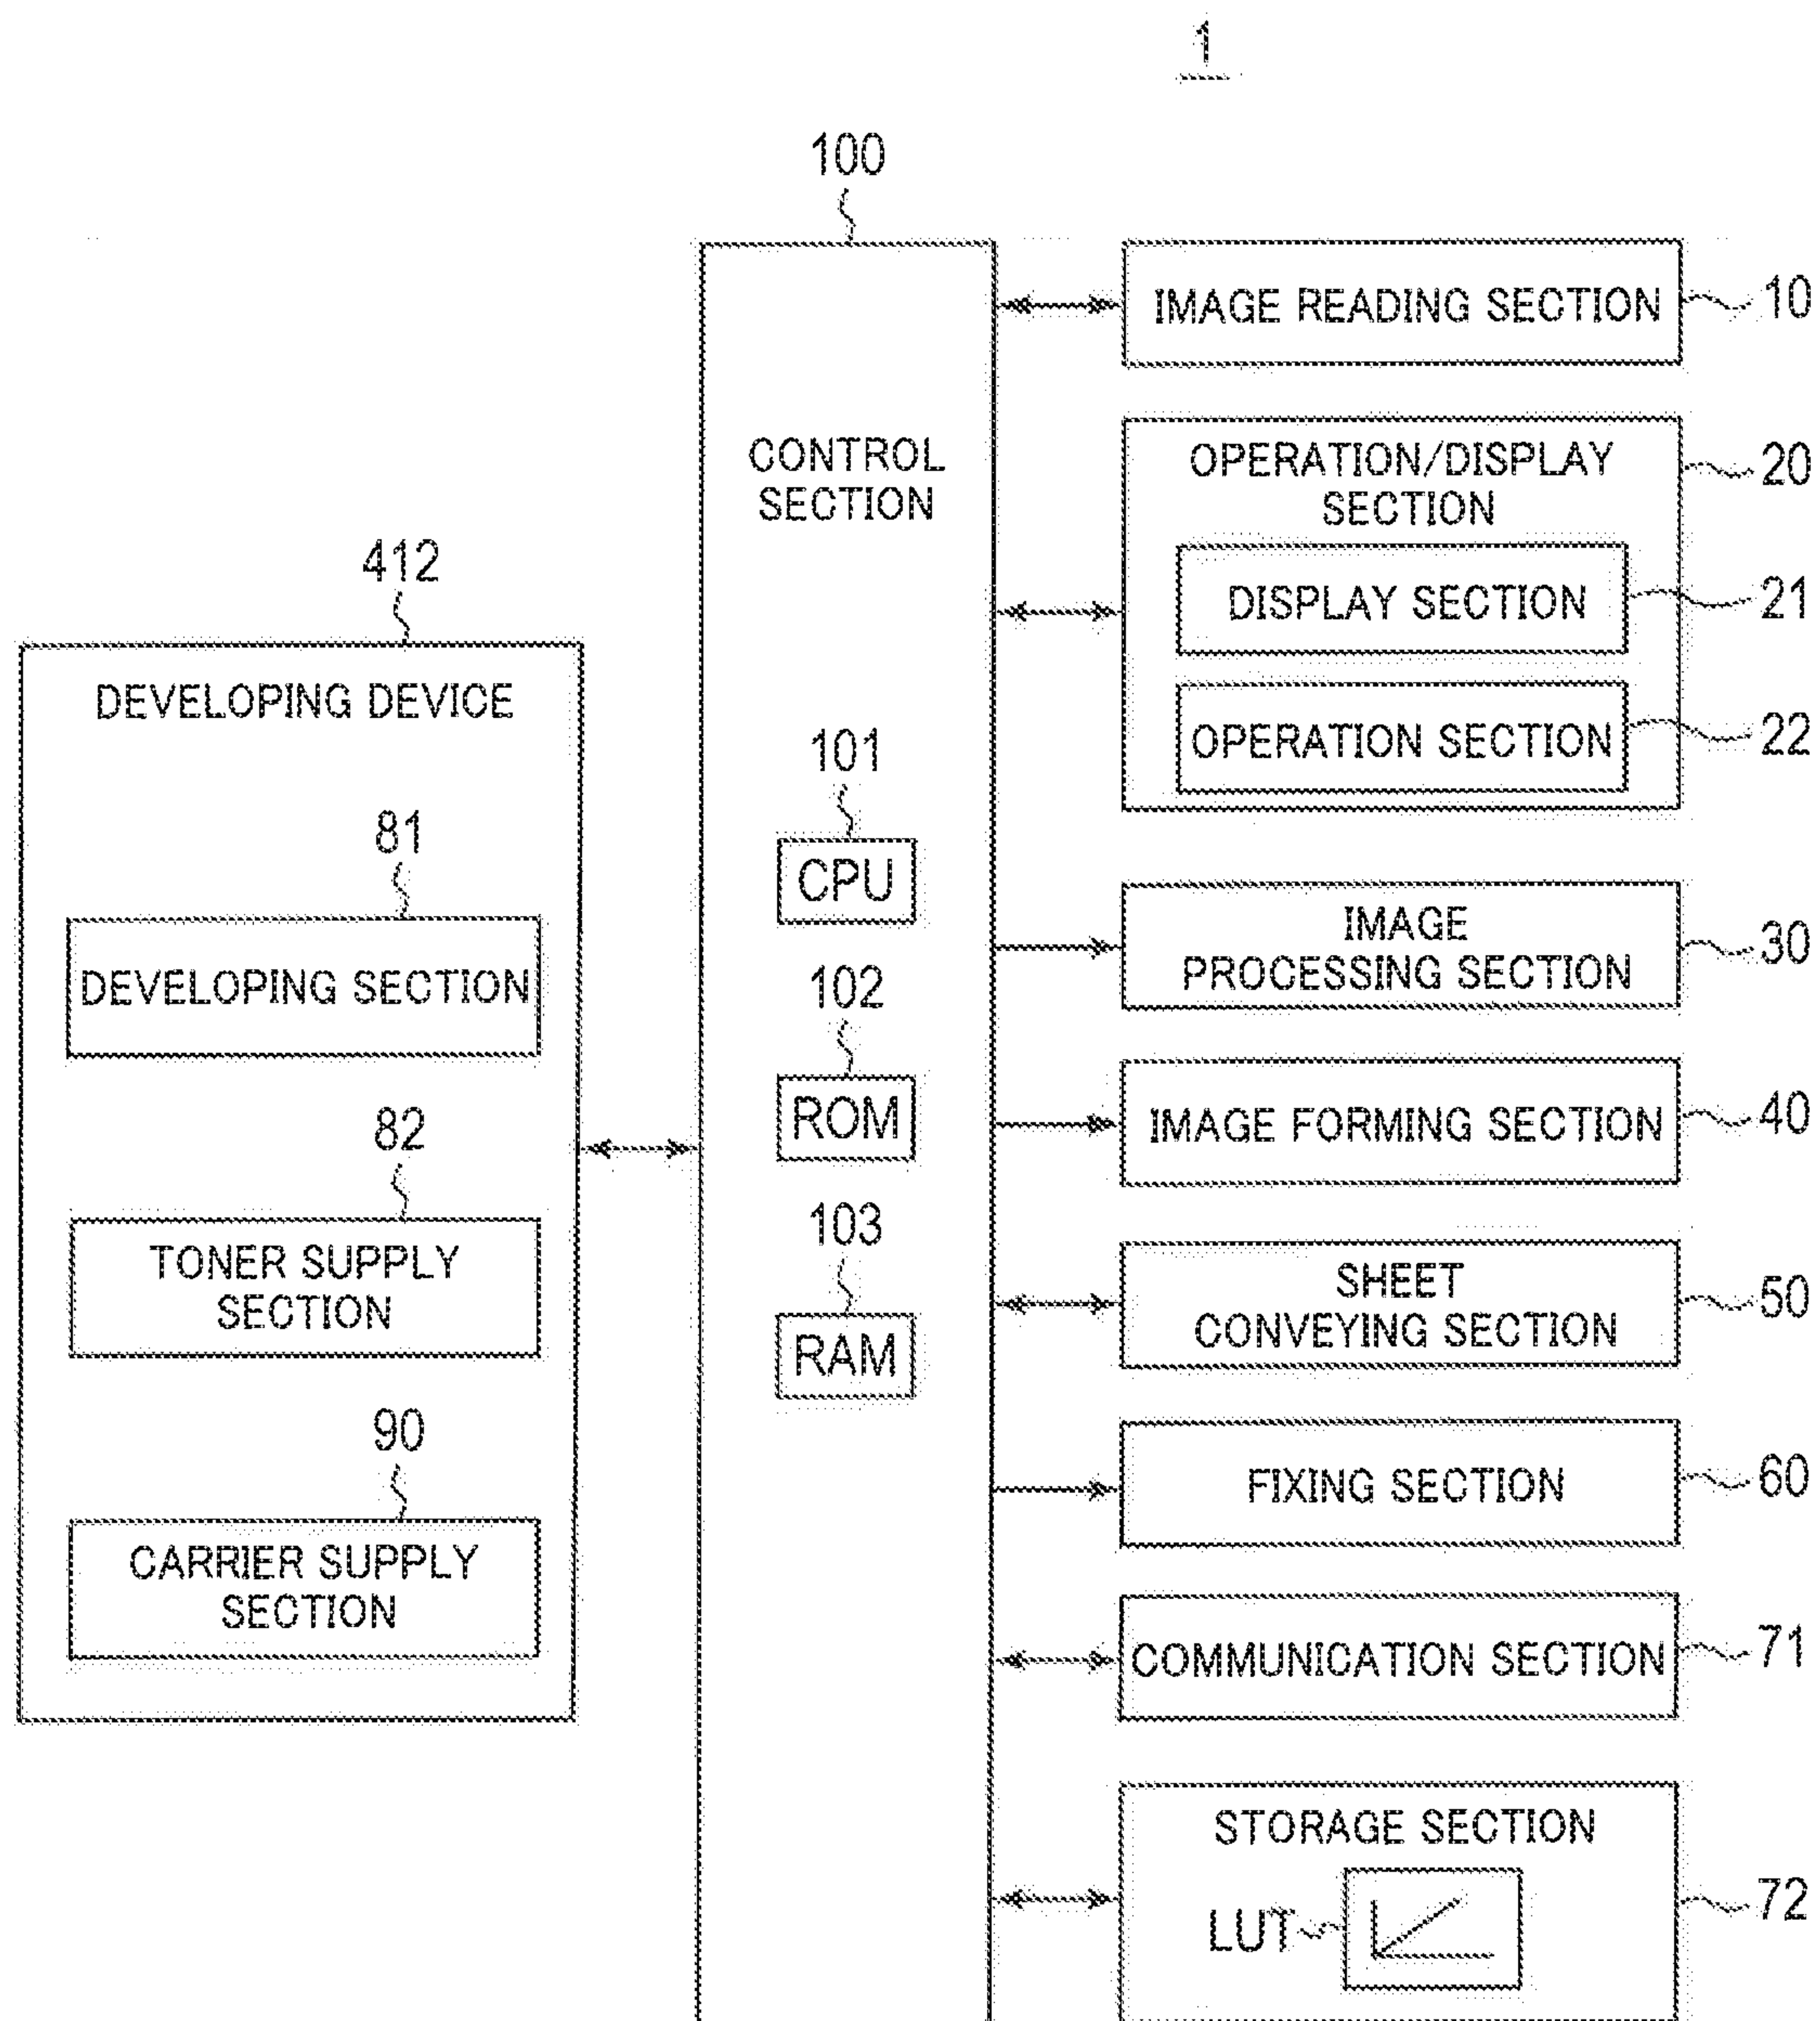 1
100
IMAGE READING SECTION
10
CONTROL
SECTION
OPERATION/DISPLAY
SECTION
20
DISPLAY SECTION
21
OPERATION SECTION
22
412
DEVELOPING DEVICE
81
DEVELOPING SECTION
82
TONER SUPPLY
SECTION
90
CARRIER SUPPLY
SECTION
101
CPU
102
ROM
103
RAM
IMAGE
PROCESSING SECTION
30
IMAGE FORMING SECTION
40
SHEET
CONVEYING SECTION
50
FIXING SECTION
60
COMMUNICATION SECTION
71
STORAGE SECTION
72
LUT